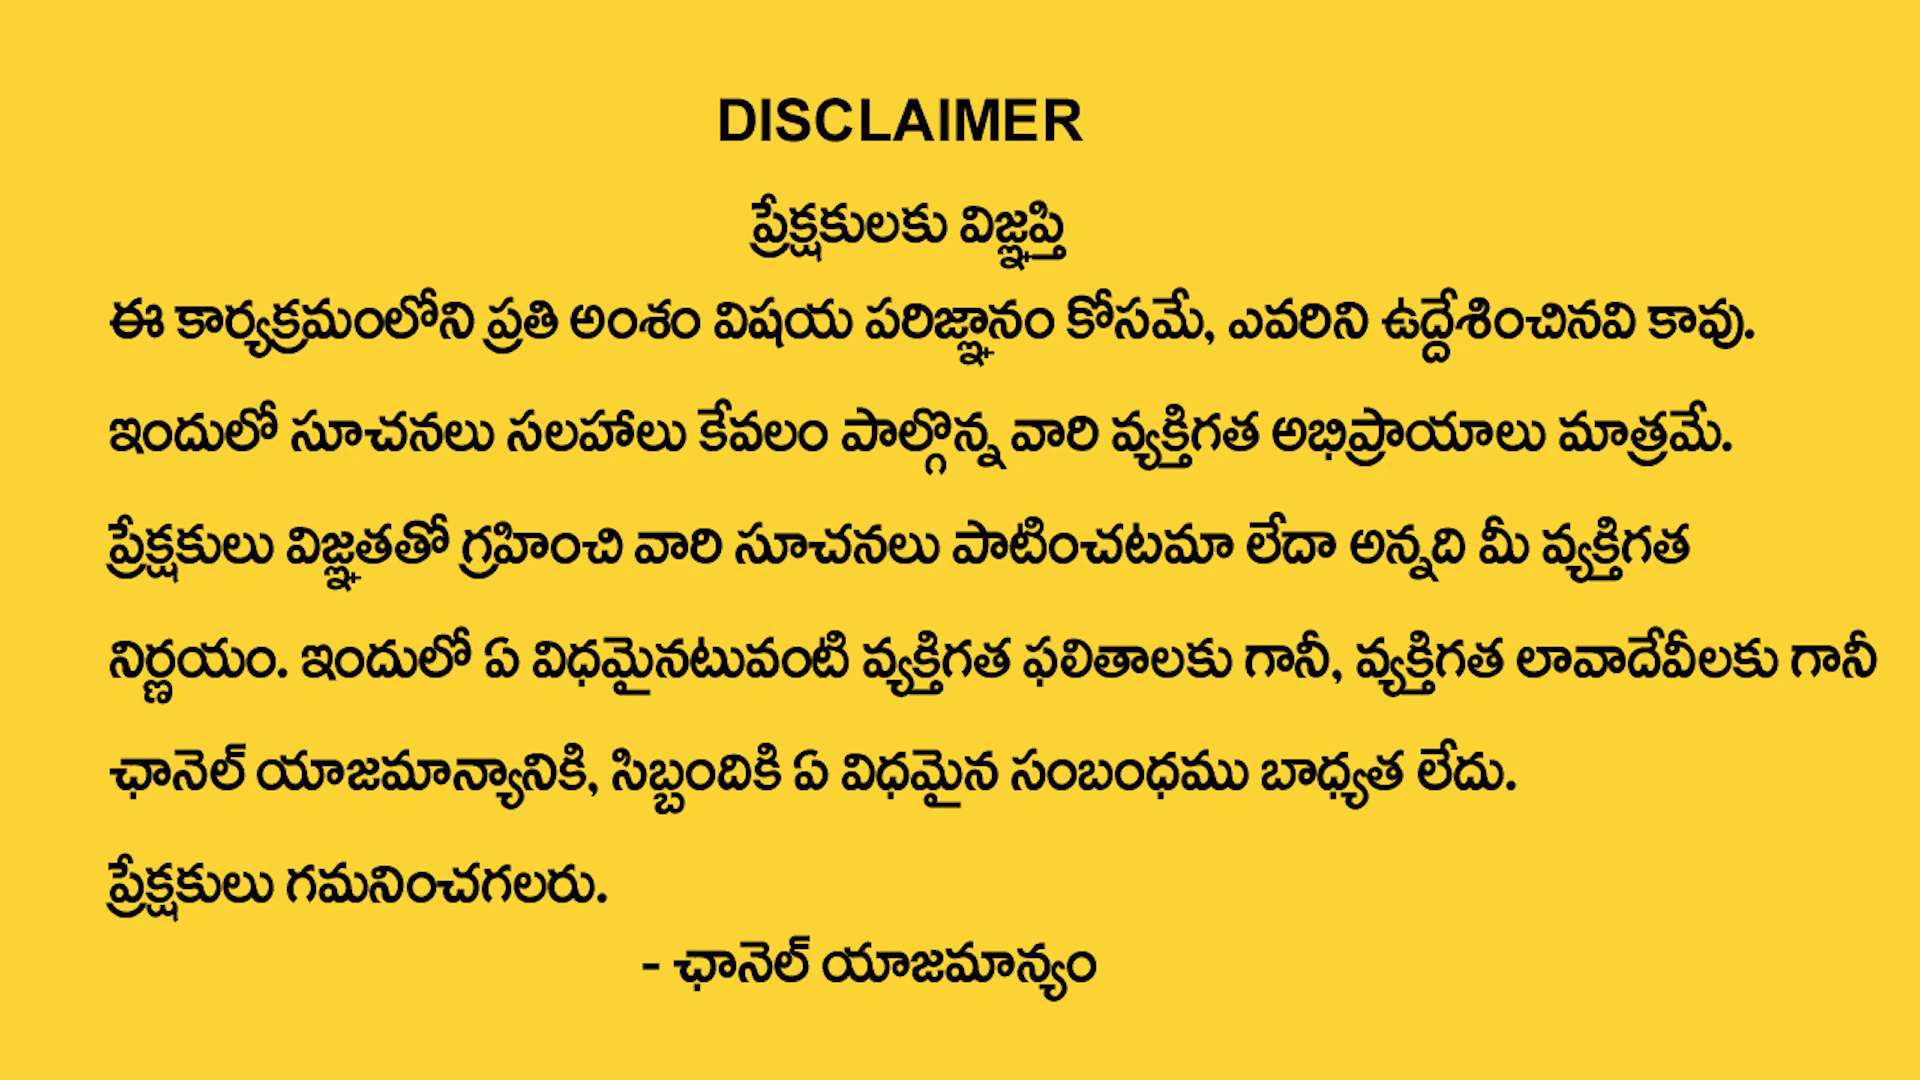 DISCLAIMER
ప్రేక్షకులకు విజ్ఞప్తి
ఈ కార్యక్రమంలోని ప్రతి అంశం విషయ పరిజ్ఞానం కోసమే, ఎవరిని ఉద్దేశించినవి కావు.
ఇందులో సూచనలు సలహాలు కేవలం పాల్గొన్న వారి వ్యక్తిగత అభిప్రాయాలు మాత్రమే.
ప్రేక్షకులు విజ్ఞతతో గ్రహించి వారి సూచనలు పాటించటమా లేదా అన్నది మీ వ్యక్తిగత
నిర్ణయం. ఇందులో ఏ విధమైనటువంటి వ్యక్తిగత ఫలితాలకు గానీ, వ్యక్తిగత లావాదేవీలకు గానీ
ఛానెల్ యాజమాన్యానికి, సిబ్బందికి ఏ విధమైన సంబంధము బాధ్యత లేదు.
ప్రేక్షకులు గమనించగలరు.
- ఛానెల్ యాజమాన్యం